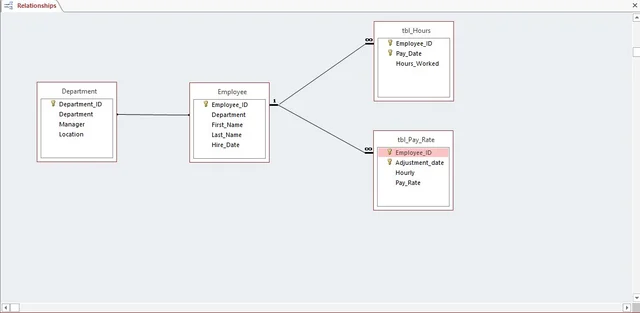 Relationships
Department
Department_ID
Department
Manager
Location
Employee
Employee_ID
Department
First_Name
Last_Name
Hire_Date
1
∞
tbl_Hours
Employee_ID
Pay_Date
Hours_Worked
∞
tbl_Pay_Rate
Employee_ID
Adjustment_date
Hourly
Pay_Rate